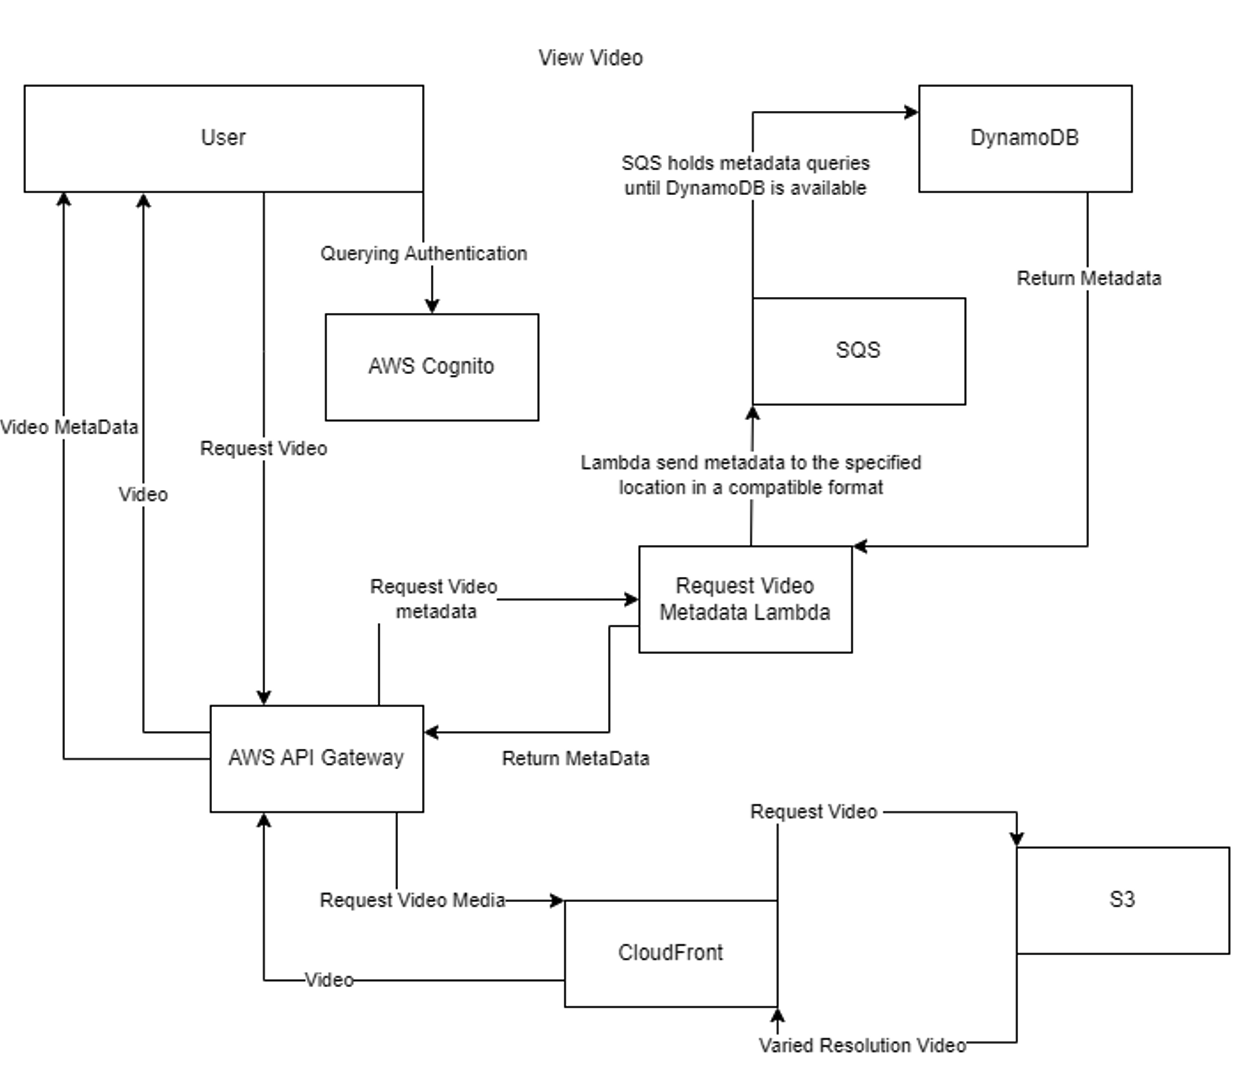 View Video
User
DynamoDB
SQS holds metadata queries
until DynamoDB is available
Querying Authentication
Return Metadata
SQS
AWS Cognito
Video MetaData
Request Video
Video
Lambda send metadata to the specified
location in a compatible format
Request Video
metadata
Request Video
Metadata Lambda
AWS API Gateway
Return MetaData
Request Video
Request Video Media
S3
CloudFront
Video
Varied Resolution Video